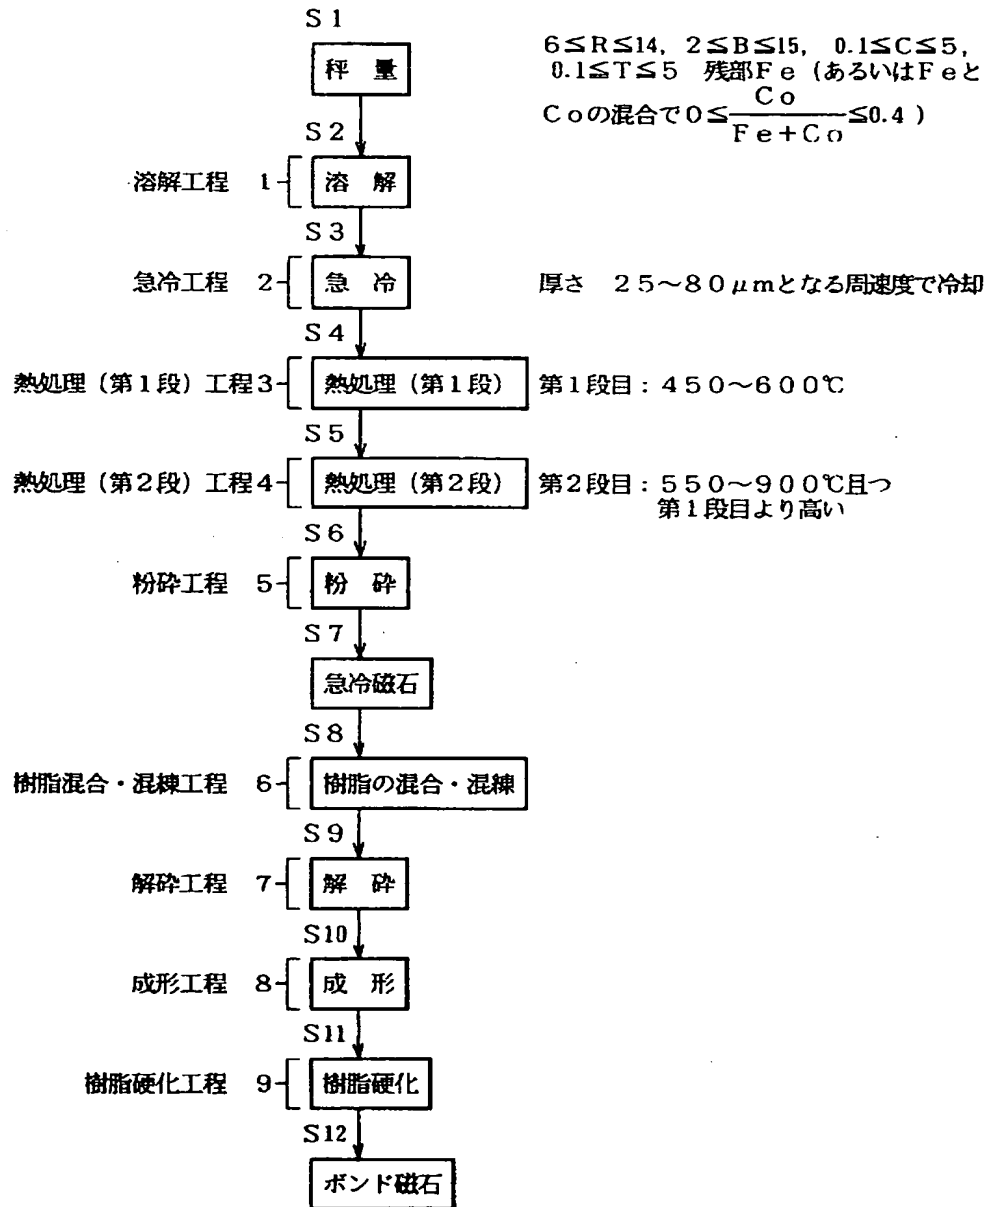 S1
秤 量
6≦R≦14, 2≦B≦15, 0.1≦C≦5,
0.1≦T≦5 残部Fe(あるいはFeと
Coの混合で0≦Co/Fe+Co≦0.4)
S2
溶解工程 1
溶 解
S3
急冷工程 2
急 冷
厚さ 25~80μmとなる周速度で冷却
S4
熱処理(第1段)工程3
熱処理(第1段)
第1段目:450~600℃
S5
熱処理(第2段)工程4
熱処理(第2段)
第2段目:550~900℃且つ
第1段目より高い
S6
粉砕工程 5
粉 砕
S7
急冷磁石
S8
樹脂混合・混練工程 6
樹脂の混合・混練
S9
解砕工程 7
解 砕
S10
成形工程 8
成 形
S11
樹脂硬化工程 9
樹脂硬化
S12
ボンド磁石